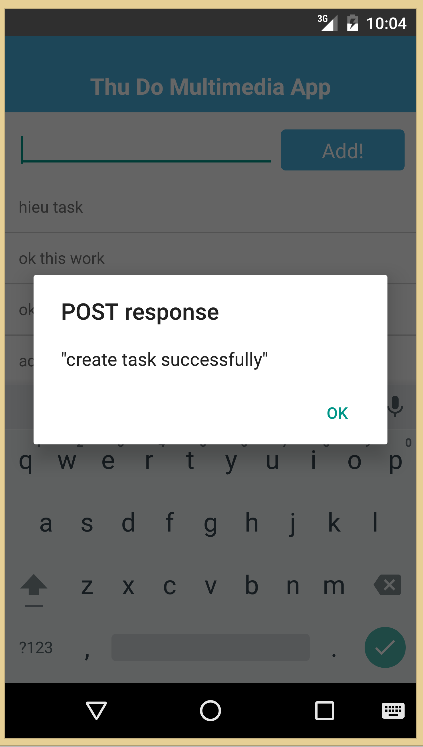 3G 10:04
Thu Do Multimedia App
Add!
hieu task
ok this work
ok
POST response
"create task successfully"
OK
q w e r t y u i o p
0
a s d f g h j k l
z x c v b n m
?123 , .